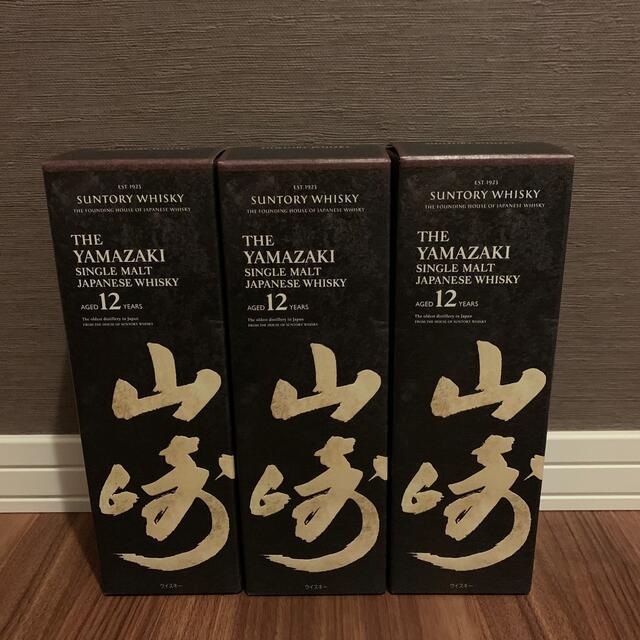 EST. 1923
SUNTORY WHISKY
THE FOUNDING HOUSE OF JAPANESE WHISKY
THE
YAMAZAKI
SINGLE MALT
JAPANESE WHISKY
AGED 12 YEARS
The oldest distillery in Japan
FROM THE HOUSE OF SUNTORY WHISKY
山崎
ウイスキー
EST. 1923
SUNTORY WHISKY
THE FOUNDING HOUSE OF JAPANESE WHISKY
THE
YAMAZAKI
SINGLE MALT
JAPANESE WHISKY
AGED 12 YEARS
The oldest distillery in Japan
FROM THE HOUSE OF SUNTORY WHISKY
山崎
ウイスキー
EST. 1923
SUNTORY WHISKY
THE FOUNDING HOUSE OF JAPANESE WHISKY
THE
YAMAZAKI
SINGLE MALT
JAPANESE WHISKY
AGED 12 YEARS
The oldest distillery in Japan
FROM THE HOUSE OF SUNTORY WHISKY
山崎
ウイスキー